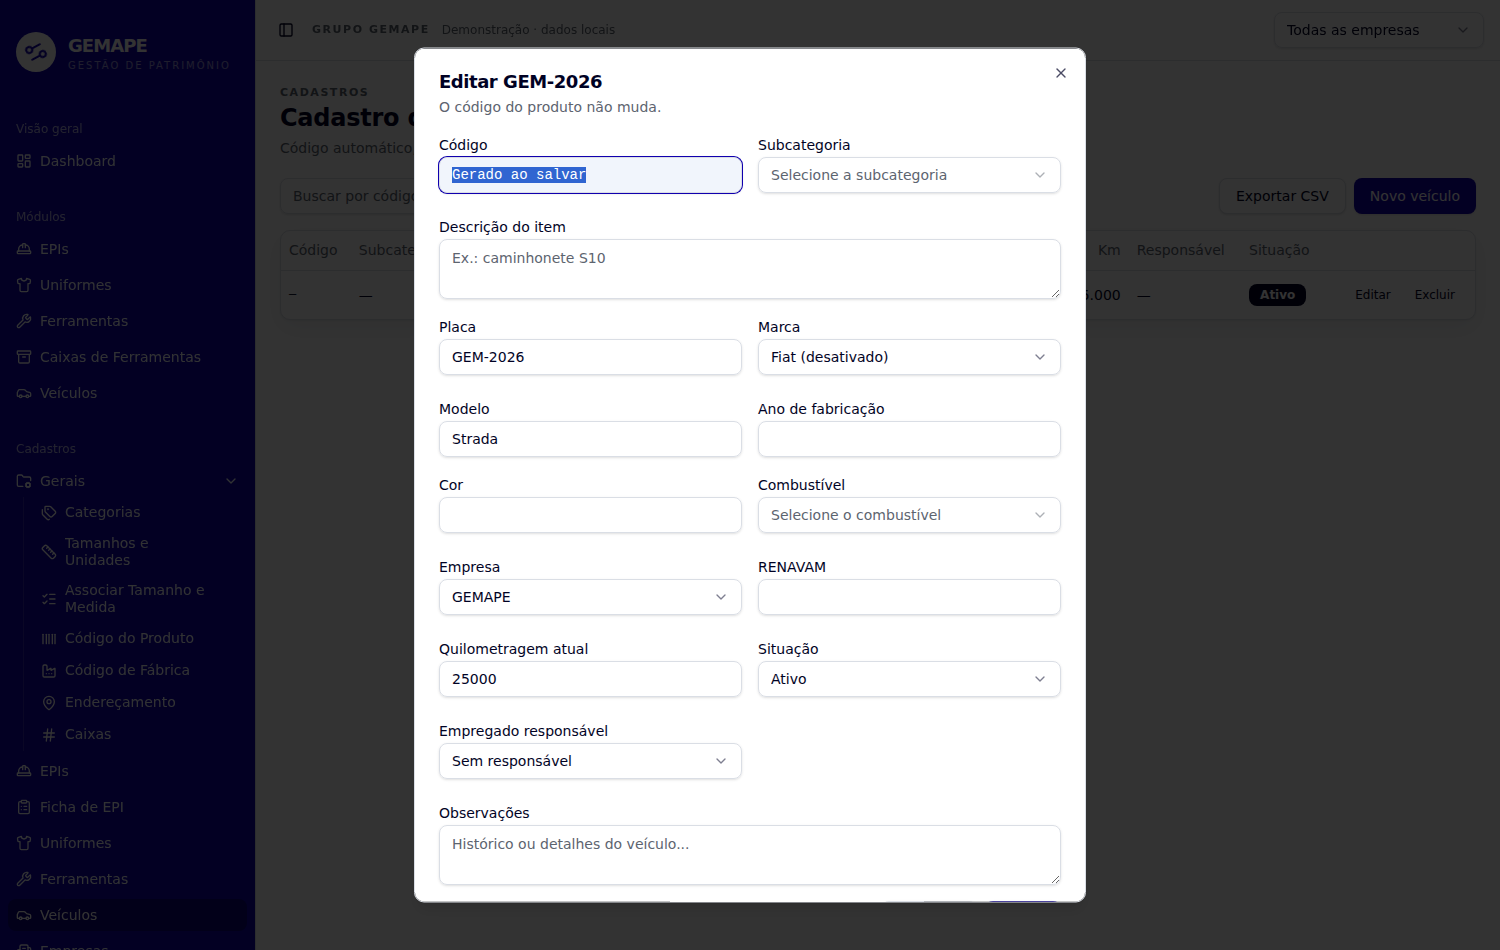 GEMAPE
GESTÃO DE PATRIMÔNIO
GRUPO GEMAPE
Demonstração · dados locais
Todas as empresas
Visão geral
Dashboard
Módulos
EPIs
Uniformes
Ferramentas
Caixas de Ferramentas
Veículos
Cadastros
Gerais
Categorias
Tamanhos e
Unidades
Associar Tamanho e
Medida
Código do Produto
Código de Fábrica
Endereçamento
Caixas
EPIs
Ficha de EPI
Uniformes
Ferramentas
Veículos
Empresas
CADASTROS
Cadastro
Código automático
Buscar por código
Exportar CSV
Novo veículo
Código
Subcate
Km
Responsável
Situação
—
—
5.000
—
Ativo
Editar
Excluir
Editar GEM-2026
O código do produto não muda.
Código
Subcategoria
Gerado ao salvar
Selecione a subcategoria
Descrição do item
Ex.: caminhonete S10
Placa
Marca
GEM-2026
Fiat (desativado)
Modelo
Ano de fabricação
Strada
Cor
Combustível
Selecione o combustível
Empresa
RENAVAM
GEMAPE
Quilometragem atual
Situação
25000
Ativo
Empregado responsável
Sem responsável
Observações
Histórico ou detalhes do veículo...